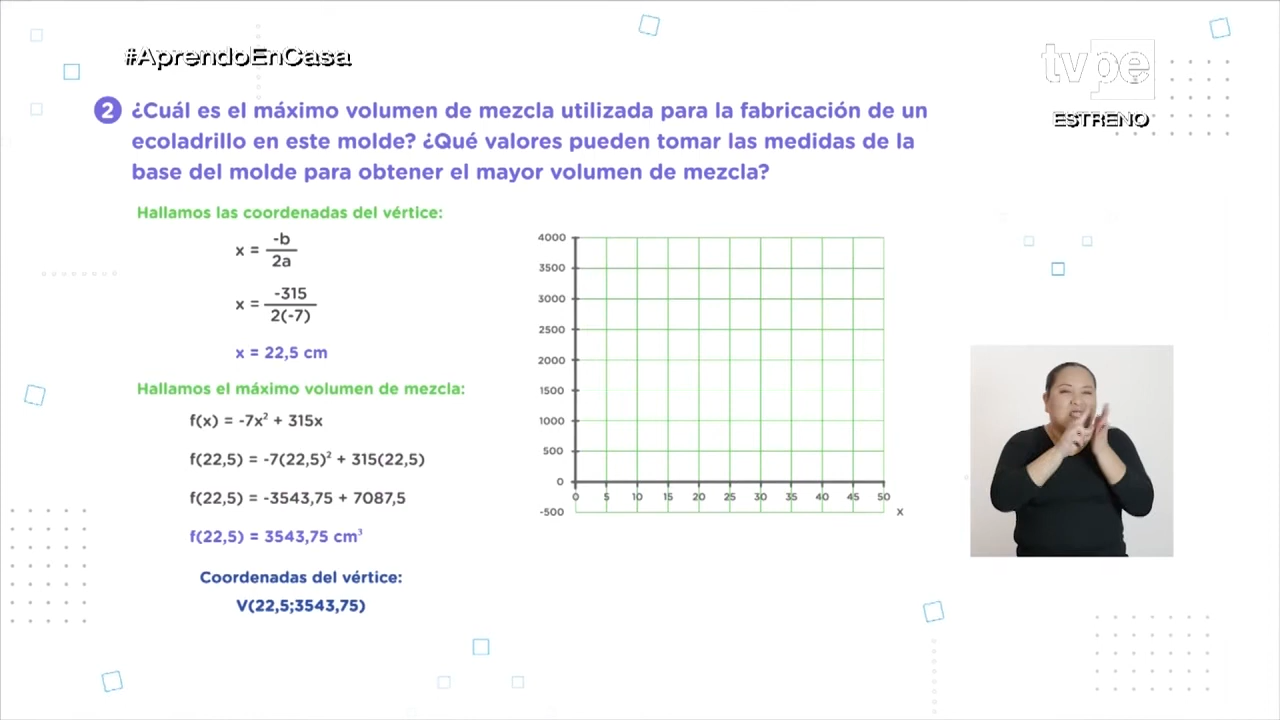 #AprendoEnCasa
tvpe
ESTRENO
2 ¿Cuál es el máximo volumen de mezcla utilizada para la fabricación de un
ecoladrillo en este molde? ¿Qué valores pueden tomar las medidas de la
base del molde para obtener el mayor volumen de mezcla?
Hallamos las coordenadas del vértice:
x = -b
2a
x = -315
2(-7)
x = 22,5 cm
Hallamos el máximo volumen de mezcla:
f(x) = -7x² + 315x
f(22,5) = -7(22,5)² + 315(22,5)
f(22,5) = -3543,75 + 7087,5
f(22,5) = 3543,75 cm³
Coordenadas del vértice:
V(22,5;3543,75)
4000
3500
3000
2500
2000
1500
1000
500
0
0 5 10 15 20 25 30 35 40 45 50
-500
x